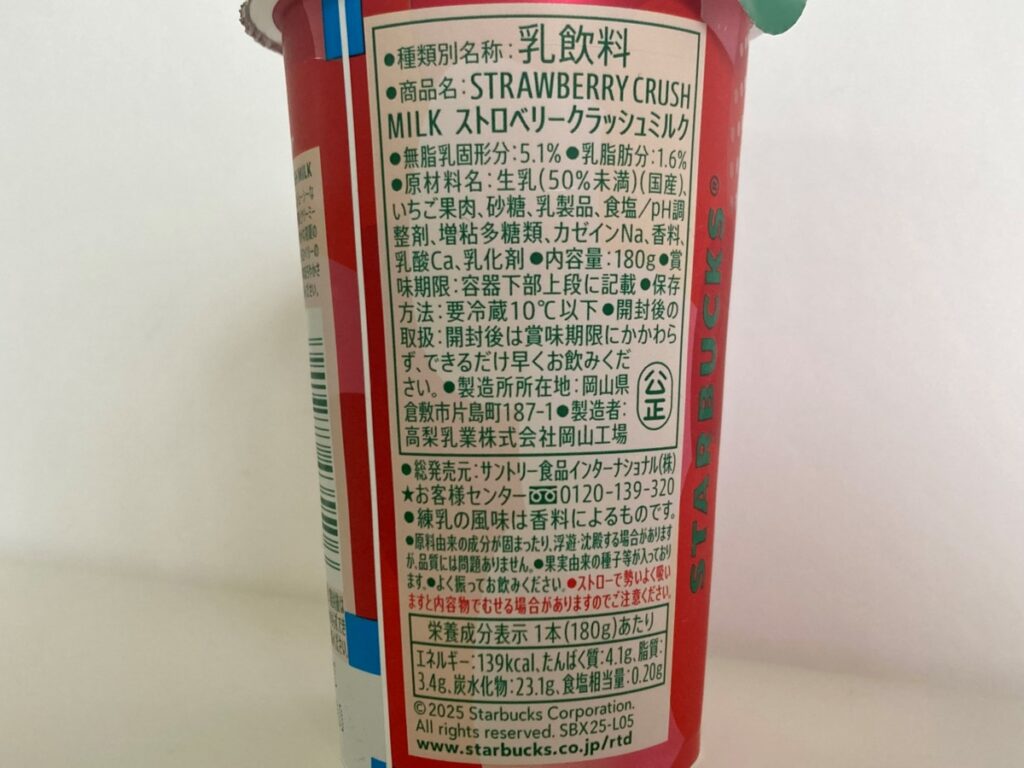 ●種類別名称：乳飲料
●商品名：STRAWBERRY CRUSH
MILK ストロベリークラッシュミルク
●無脂乳固形分：5.1% ●乳脂肪分：1.6%
●原材料名：生乳(50%未満)(国産)、
いちご果肉、砂糖、乳製品、食塩／pH調
整剤、増粘多糖類、カゼインNa、香料、
乳酸Ca、乳化剤 ●内容量：180g ●賞
味期限：容器下部上段に記載 ●保存
方法：要冷蔵10℃以下 ●開封後の
取扱：開封後は賞味期限にかかわら
ず、できるだけ早くお飲みくだ
さい。●製造所所在地：岡山県
倉敷市片島町187-1 ●製造者：
高梨乳業株式会社岡山工場
公正
●総発売元：サントリー食品インターナショナル(株)
★お客様センター 0120-139-320
●練乳の風味は香料によるものです。
●原料由来の成分が固まったり、浮遊・沈殿する場合があります
が、品質には問題ありません。●果実由来の種子等が入っており
ます。●よく振ってお飲みください。●ストローで勢いよく吸い
ますと内容物でむせる場合がありますのでご注意ください。
栄養成分表示 1本(180g)あたり
エネルギー：139kcal、たんぱく質：4.1g、脂質：
3.4g、炭水化物：23.1g、食塩相当量：0.20g
©2025 Starbucks Corporation.
All rights reserved. SBX25-L05
www.starbucks.co.jp/rtd
STARBUCKS®
MILK